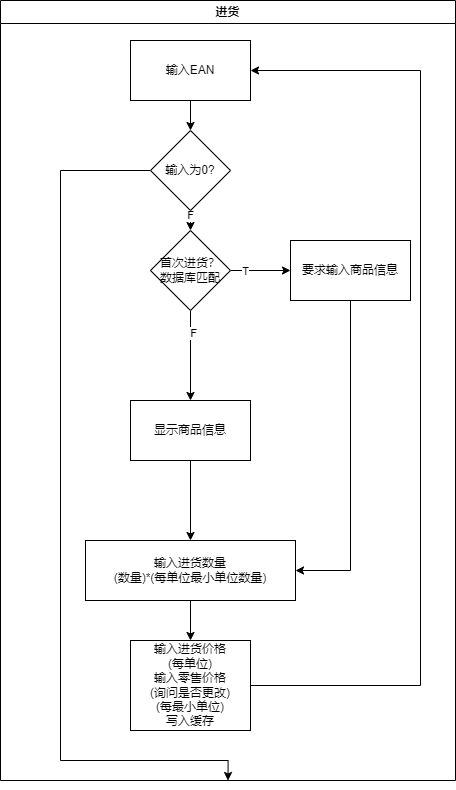 进货
输入EAN
输入为0?
F
首次进货?
数据库匹配
T
要求输入商品信息
F
显示商品信息
输入进货数量
(数量)*(每单位最小单位数量)
输入进货价格
(每单位)
输入零售价格
(询问是否更改)
(每最小单位)
写入缓存